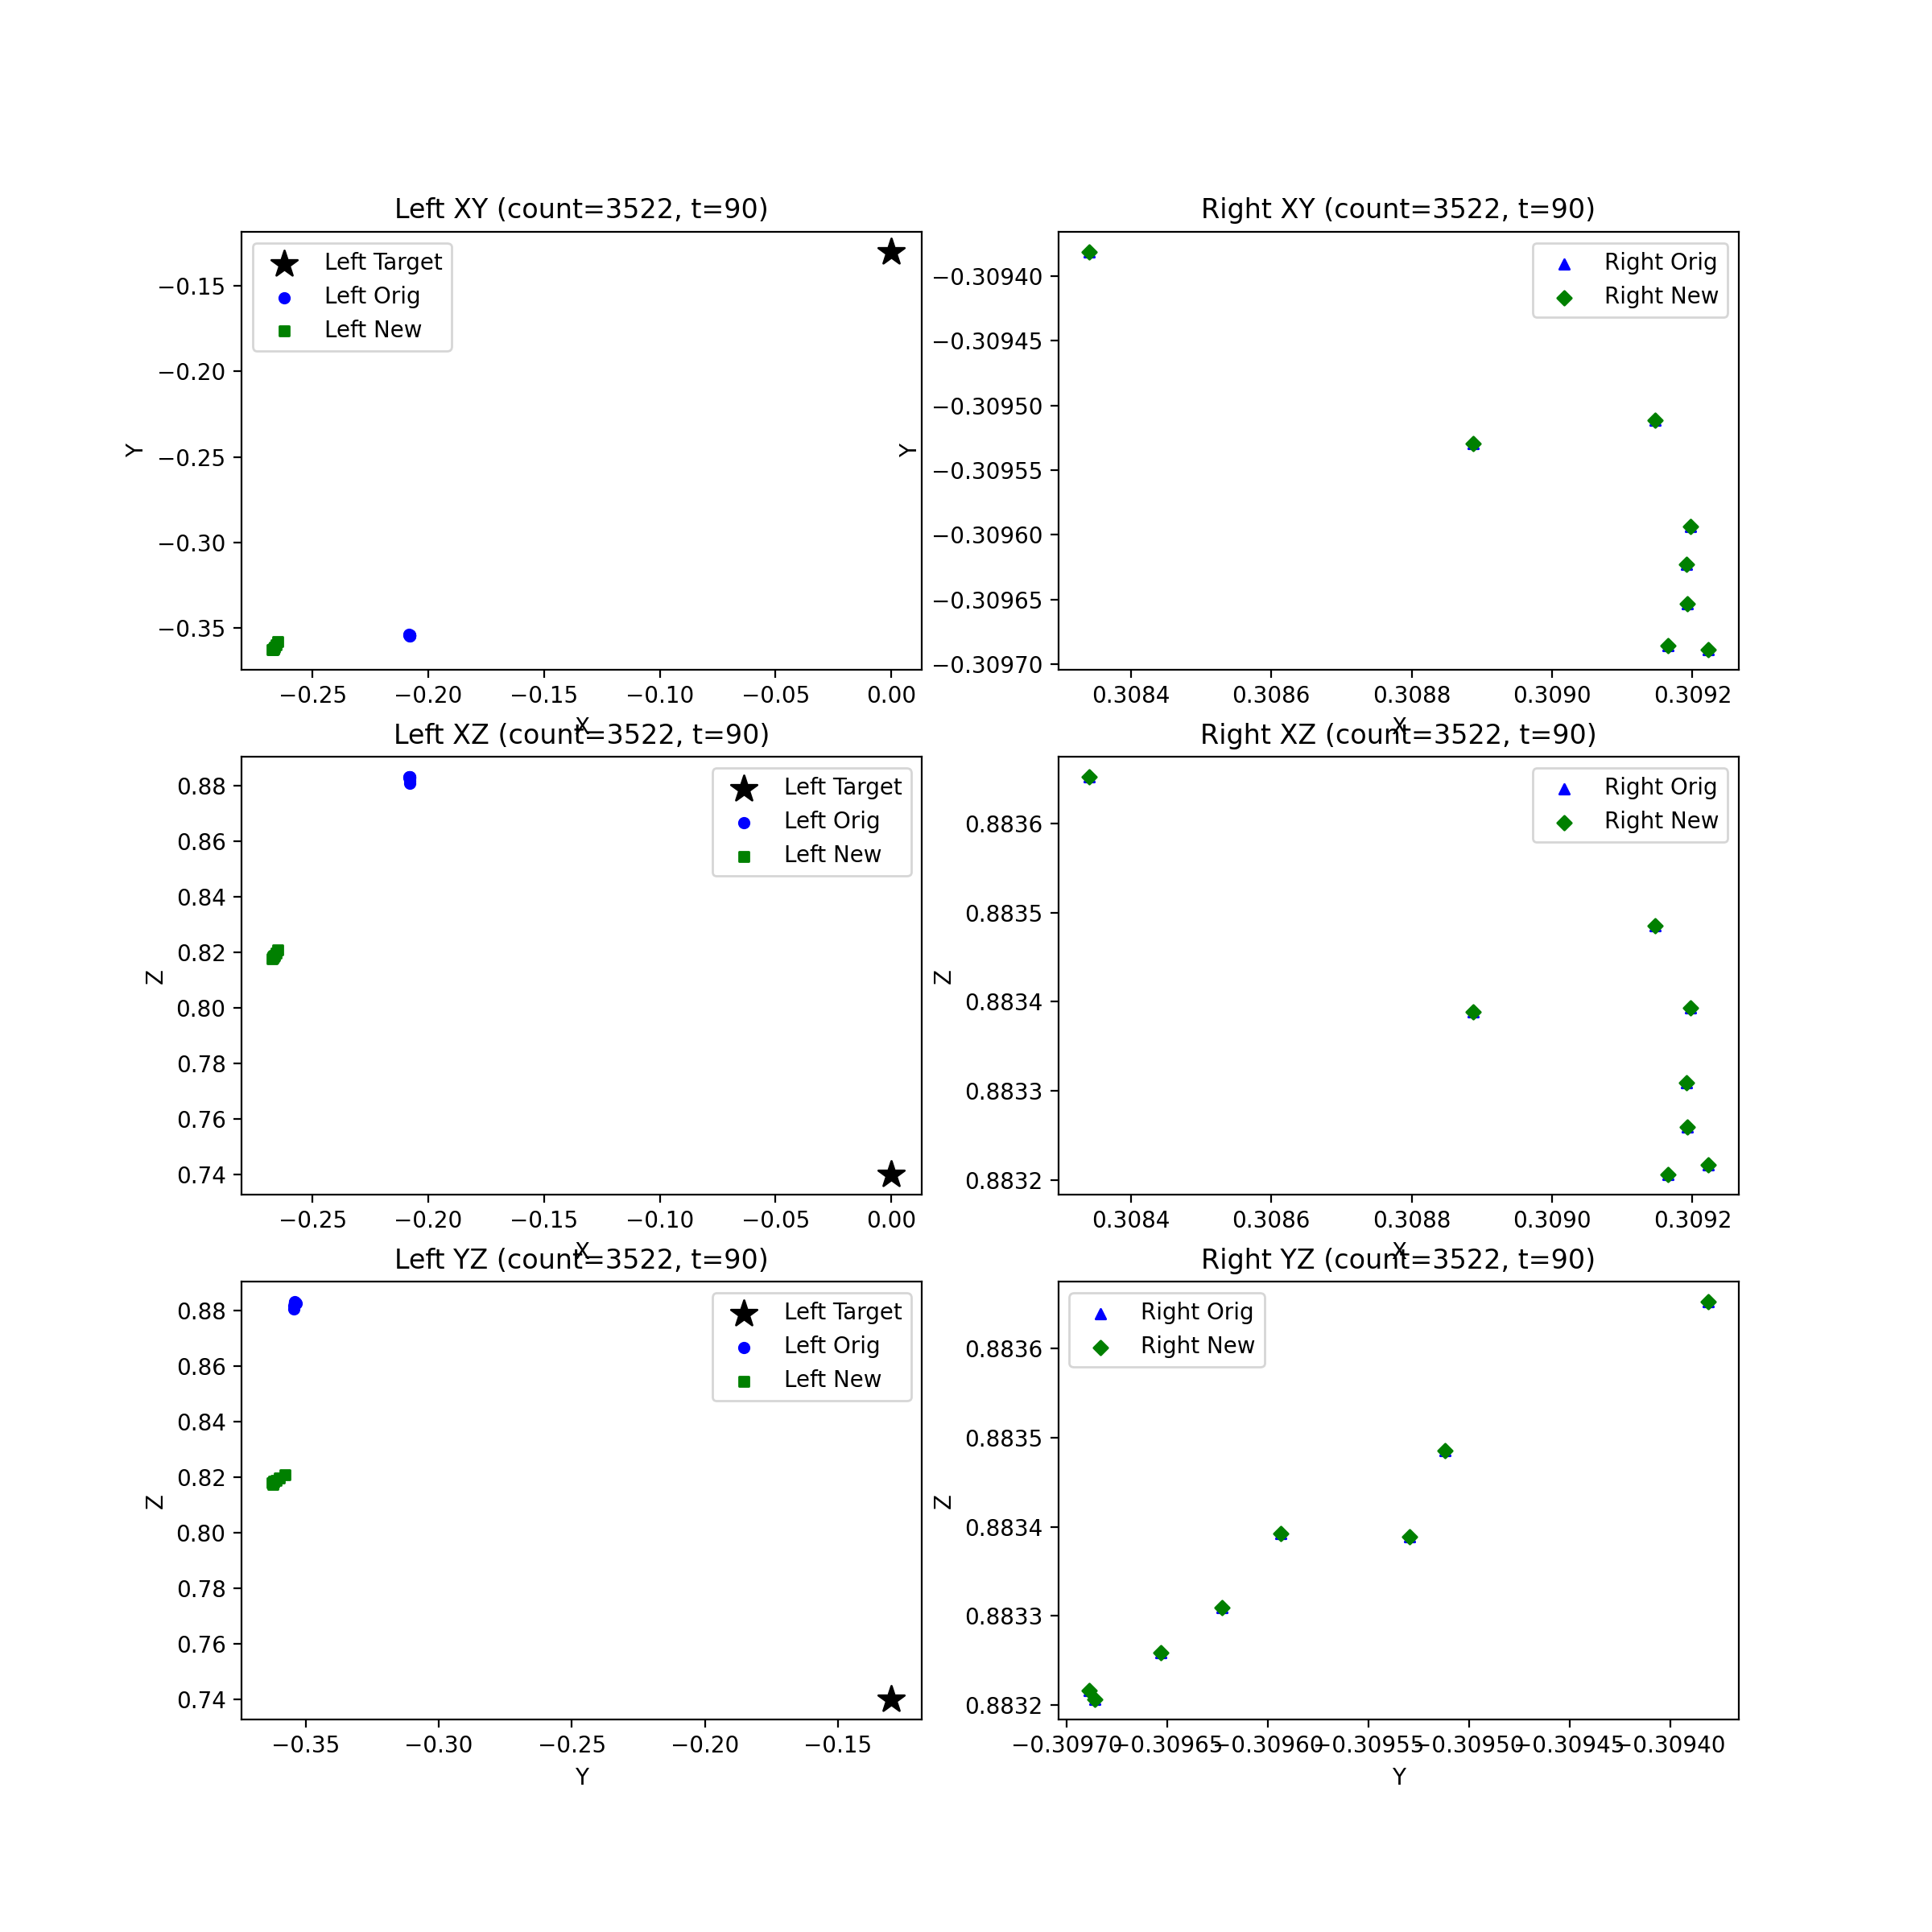 Left XY (count=3522, t=90)
Left Target
Left Orig
Left New
−0.15
−0.20
−0.25
−0.30
−0.35
Y
−0.25 −0.20 −0.15 −0.10 −0.05 0.00
X
Right XY (count=3522, t=90)
Right Orig
Right New
−0.30940
−0.30945
−0.30950
−0.30955
−0.30960
−0.30965
−0.30970
Y
0.3084 0.3086 0.3088 0.3090 0.3092
X
Left XZ (count=3522, t=90)
Left Target
Left Orig
Left New
0.88
0.86
0.84
0.82
0.80
0.78
0.76
0.74
Z
−0.25 −0.20 −0.15 −0.10 −0.05 0.00
X
Right XZ (count=3522, t=90)
Right Orig
Right New
0.8836
0.8835
0.8834
0.8833
0.8832
Z
0.3084 0.3086 0.3088 0.3090 0.3092
X
Left YZ (count=3522, t=90)
Left Target
Left Orig
Left New
0.88
0.86
0.84
0.82
0.80
0.78
0.76
0.74
Z
−0.35 −0.30 −0.25 −0.20 −0.15
Y
Right YZ (count=3522, t=90)
Right Orig
Right New
0.8836
0.8835
0.8834
0.8833
0.8832
Z
−0.30970 −0.30965 −0.30960 −0.30955 −0.30950 −0.30945 −0.30940
Y